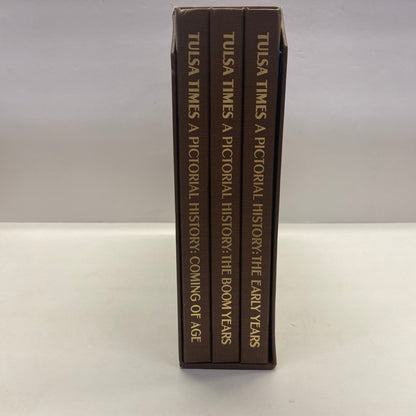 TULSA TIMES A PICTORIAL HISTORY: COMING OF AGE
TULSA TIMES A PICTORIAL HISTORY: THE BOOM YEARS
TULSA TIMES A PICTORIAL HISTORY: THE EARLY YEARS